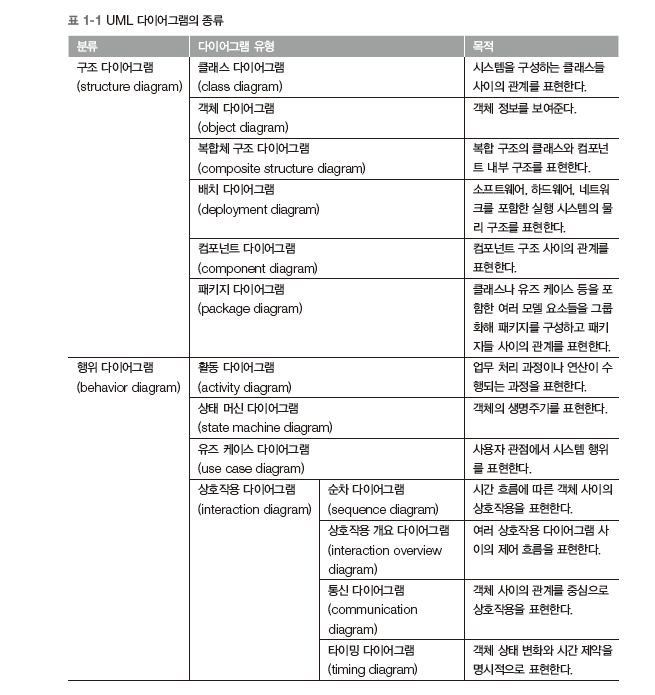 표 1-1 UML 다이어그램의 종류
분류 다이어그램 유형 목적
구조 다이어그램
(structure diagram)
클래스 다이어그램
(class diagram)
시스템을 구성하는 클래스들
사이의 관계를 표현한다.
객체 다이어그램
(object diagram)
객체 정보를 보여준다.
복합체 구조 다이어그램
(composite structure diagram)
복합 구조의 클래스와 컴포넌
트 내부 구조를 표현한다.
배치 다이어그램
(deployment diagram)
소프트웨어, 하드웨어, 네트워
크를 포함한 실행 시스템의 물
리 구조를 표현한다.
컴포넌트 다이어그램
(component diagram)
컴포넌트 구조 사이의 관계를
표현한다.
패키지 다이어그램
(package diagram)
클래스나 유즈 케이스 등을 포
함한 여러 모델 요소들을 그룹
화해 패키지를 구성하고 패키
지들 사이의 관계를 표현한다.
행위 다이어그램
(behavior diagram)
활동 다이어그램
(activity diagram)
업무 처리 과정이나 연산이 수
행되는 과정을 표현한다.
상태 머신 다이어그램
(state machine diagram)
객체의 생명주기를 표현한다.
유즈 케이스 다이어그램
(use case diagram)
사용자 관점에서 시스템 행위
를 표현한다.
상호작용 다이어그램
(interaction diagram)
순차 다이어그램
(sequence diagram)
시간 흐름에 따른 객체 사이의
상호작용을 표현한다.
상호작용 개요 다이어그램
(interaction overview
diagram)
여러 상호작용 다이어그램 사
이의 제어 흐름을 표현한다.
통신 다이어그램
(communication
diagram)
객체 사이의 관계를 중심으로
상호작용을 표현한다.
타이밍 다이어그램
(timing diagram)
객체 상태 변화와 시간 제약을
명시적으로 표현한다.